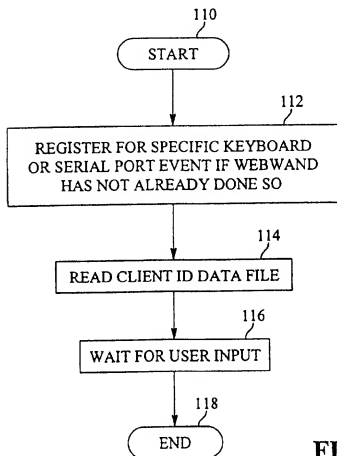 110
START
112
REGISTER FOR SPECIFIC KEYBOARD
OR SERIAL PORT EVENT IF WEBWAND
HAS NOT ALREADY DONE SO
114
READ CLIENT ID DATA FILE
116
WAIT FOR USER INPUT
118
END